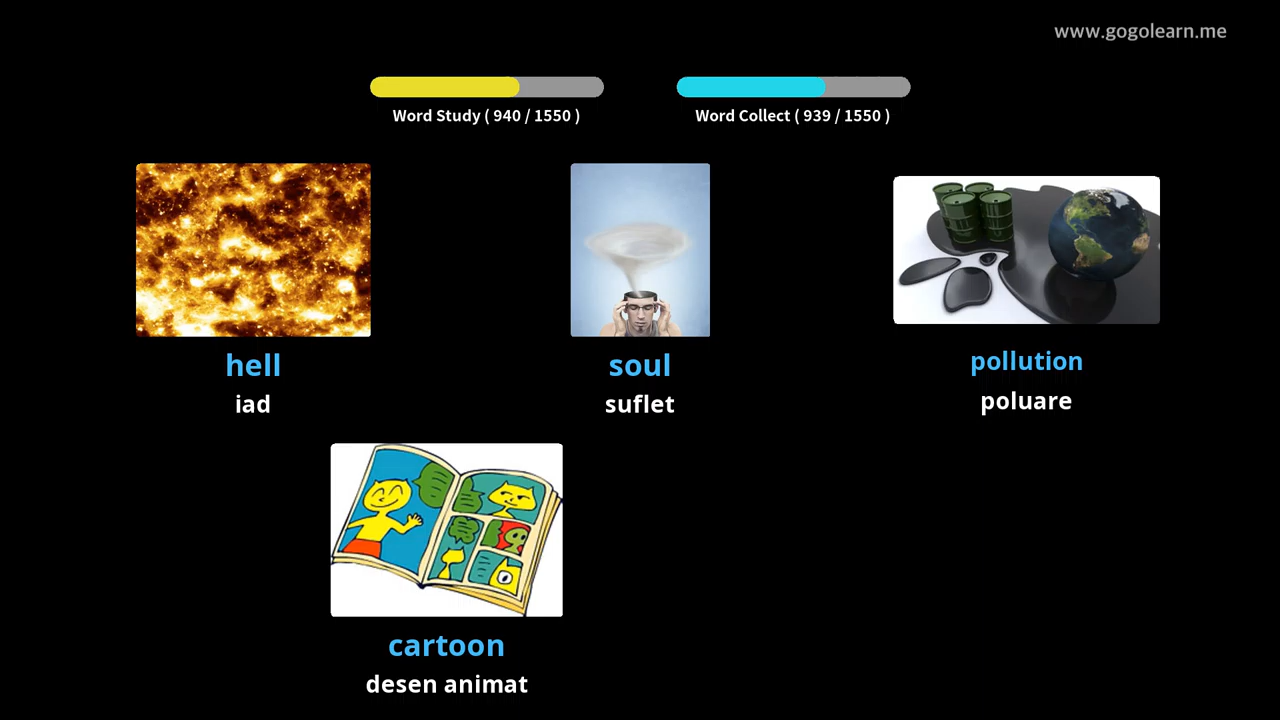 www.gogolearn.me
Word Study ( 940 / 1550 )
Word Collect ( 939 / 1550 )
hell
iad
soul
suflet
pollution
poluare
cartoon
desen animat